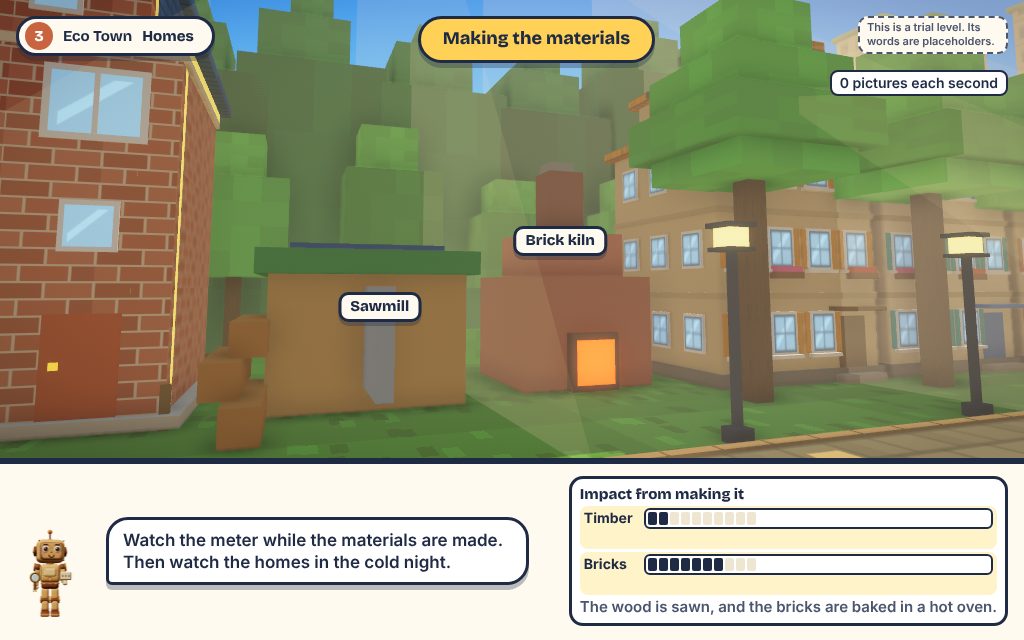 3 Eco Town Homes
Making the materials
This is a trial level. Its
words are placeholders.
0 pictures each second
Brick kiln
Sawmill
Watch the meter while the materials are made.
Then watch the homes in the cold night.
Impact from making it
Timber
Bricks
The wood is sawn, and the bricks are baked in a hot oven.